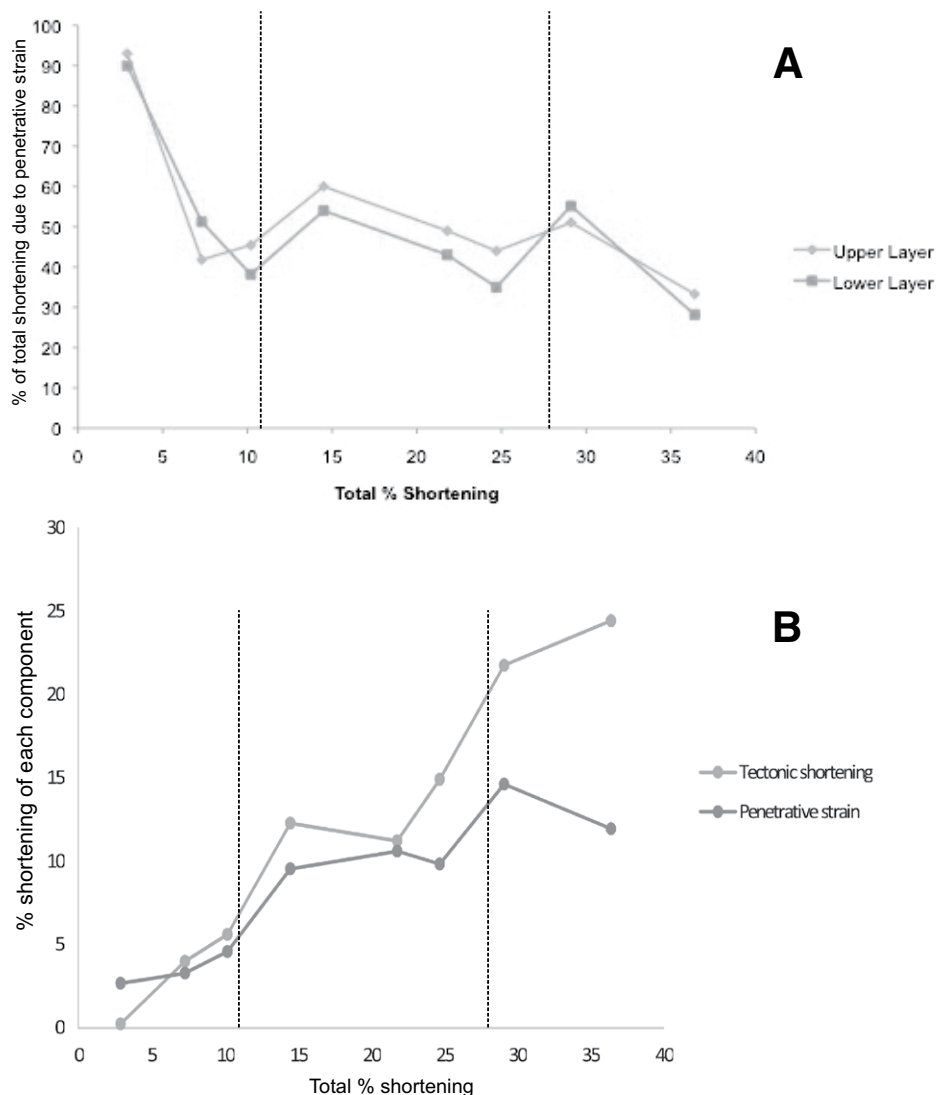 A
% of total shortening due to penetrative strain
100
90
80
70
60
50
40
30
20
10
0
0 5 10 15 20 25 30 35 40
Total % Shortening
Upper Layer
Lower Layer
B
% shortening of each component
30
25
20
15
10
5
0
0 5 10 15 20 25 30 35 40
Total % shortening
Tectonic shortening
Penetrative strain